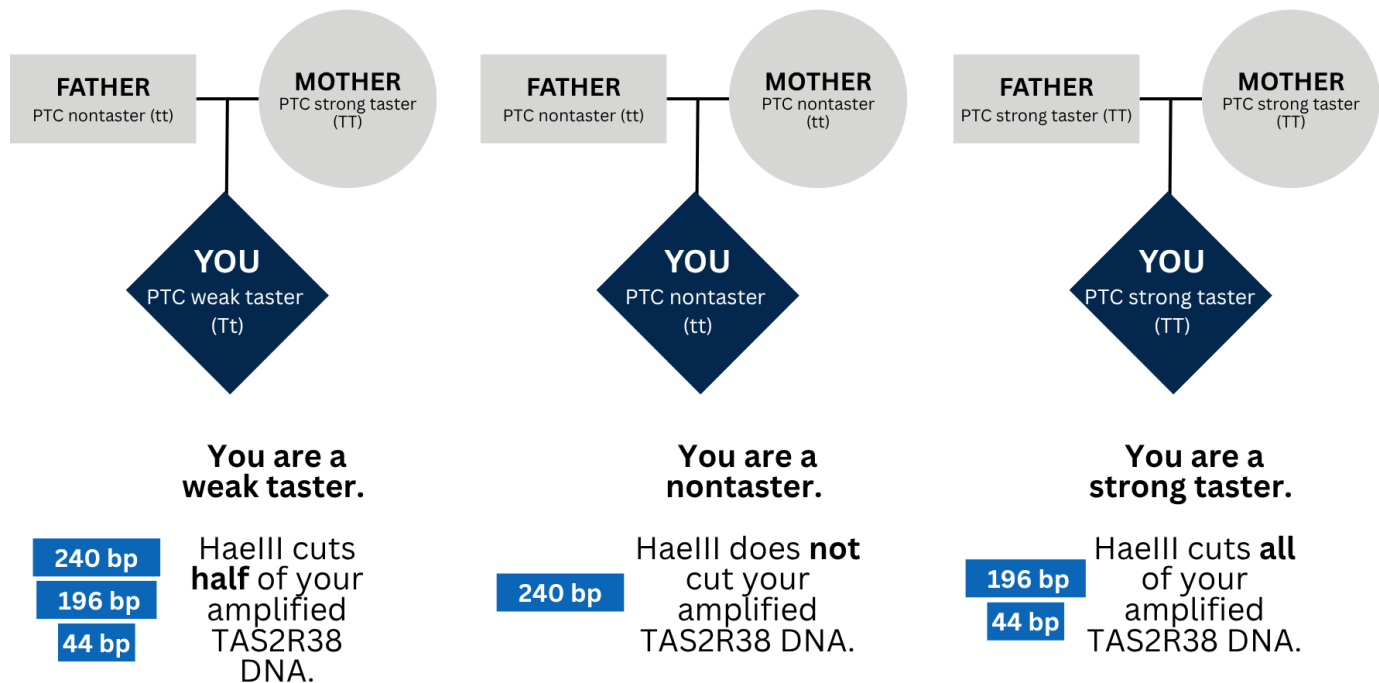 FATHER
PTC nontaster (tt)
MOTHER
PTC strong taster
(TT)
YOU
PTC weak taster
(Tt)
You are a
weak taster.
240 bp
196 bp
44 bp
HaeIII cuts
half of your
amplified
TAS2R38
DNA.
FATHER
PTC nontaster (tt)
MOTHER
PTC nontaster
(tt)
YOU
PTC nontaster
(tt)
You are a
nontaster.
240 bp
HaeIII does not
cut your
amplified
TAS2R38 DNA.
FATHER
PTC strong taster (TT)
MOTHER
PTC strong taster
(TT)
YOU
PTC strong taster
(TT)
You are a
strong taster.
196 bp
44 bp
HaeIII cuts all
of your
amplified
TAS2R38 DNA.